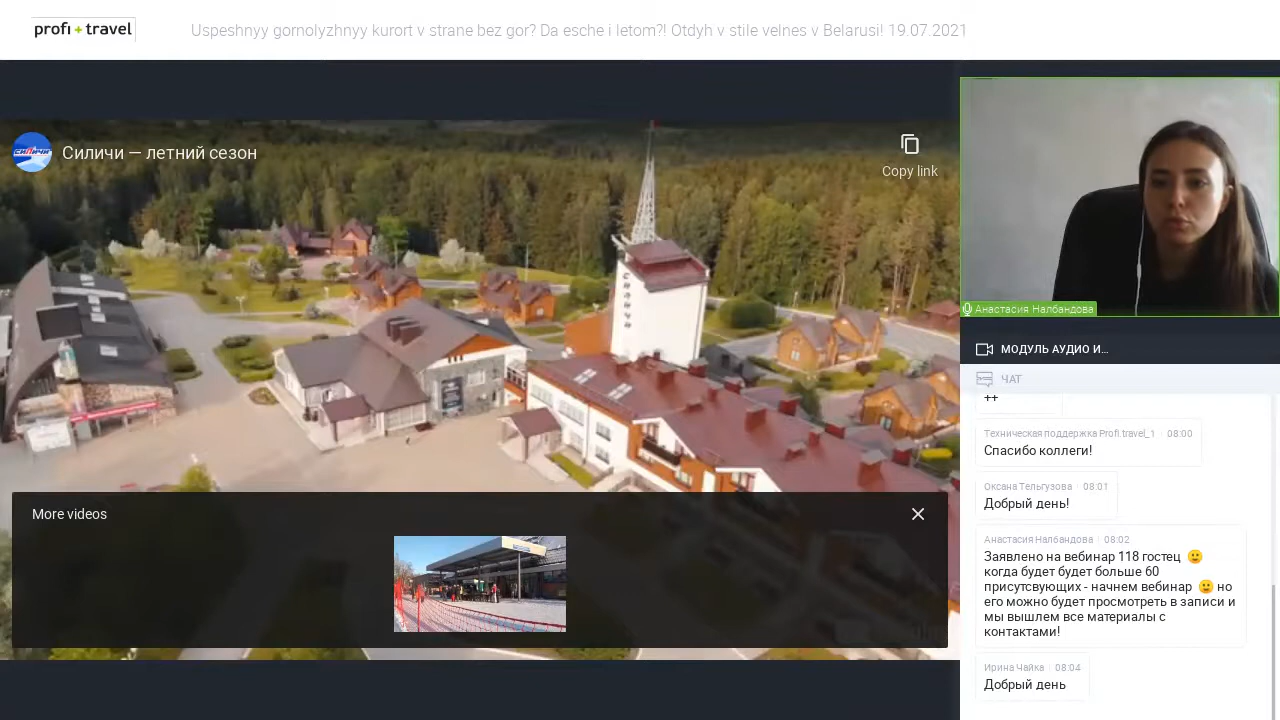 profi + travel
Uspeshnyy gornolyzhnyy kurort v strane bez gor? Da esche i letom?! Otdyh v stile velnes v Belarusi! 19.07.2021
СИЛИЧИ
Силичи — летний сезон
Copy link
СИЛИЧИ
More videos
Анастасия Налбандова
МОДУЛЬ АУДИО И...
ЧАТ
++
Техническая поддержка Profi.travel_1 08:00
Спасибо коллеги!
Оксана Тельгузова 08:01
Добрый день!
Анастасия Налбандова 08:02
Заявлено на вебинар 118 гостец 🙂
когда будет будет больше 60
присутсвующих - начнем вебинар 🙂 но
его можно будет просмотреть в записи и
мы вышлем все материалы с
контактами!
Ирина Чайка 08:04
Добрый день